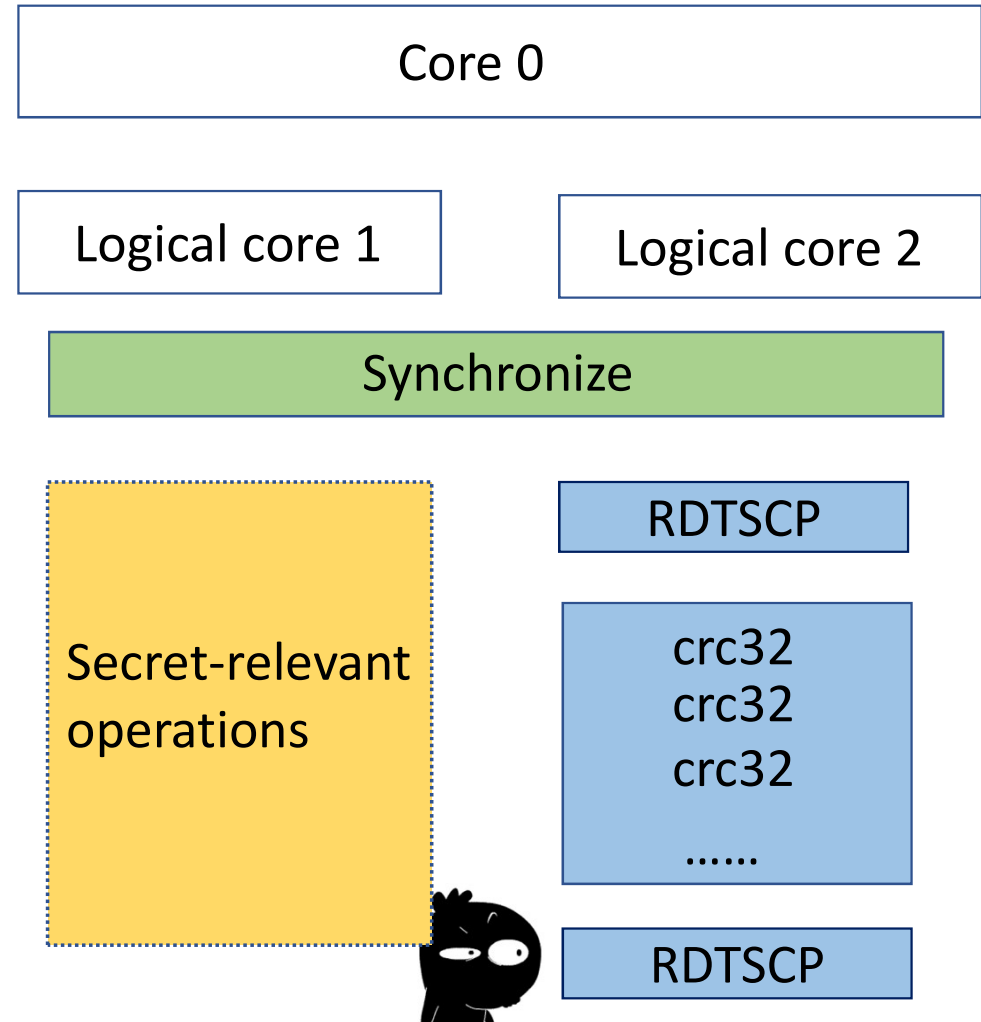 Core 0
Logical core 1
Logical core 2
Synchronize
Secret-relevant
operations
RDTSCP
crc32
crc32
crc32
......
RDTSCP